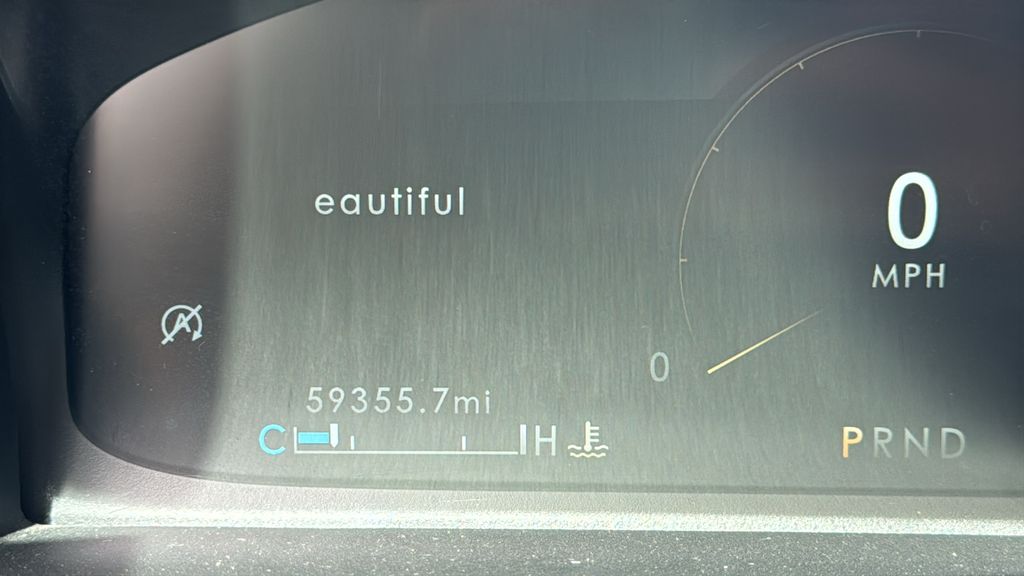 eautiful
0
MPH
A
0
59355.7mi
C H
PRND